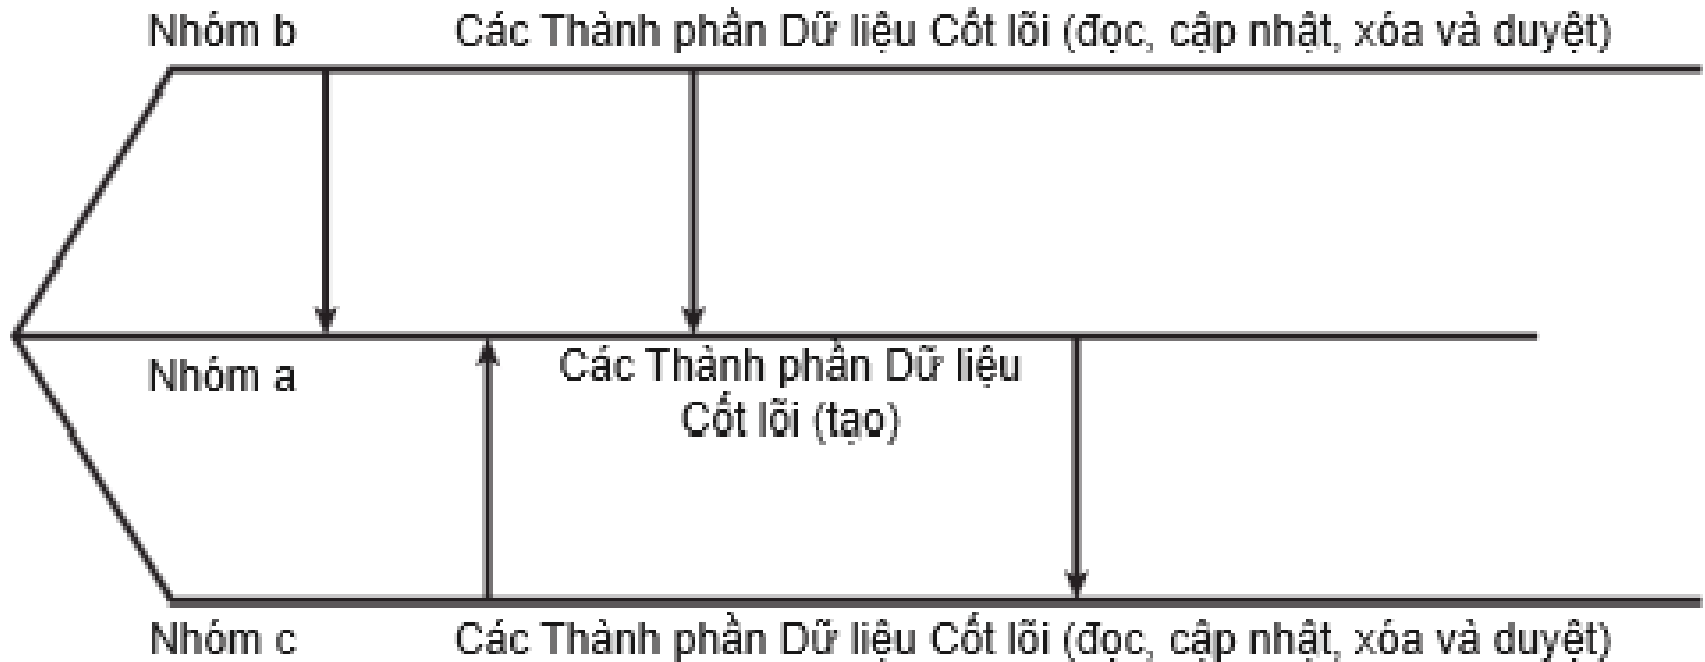 Nhóm b
Các Thành phần Dữ liệu Cốt lõi (đọc, cập nhật, xóa và duyệt)
Nhóm a
Các Thành phần Dữ liệu
Cốt lõi (tạo)
Nhóm c
Các Thành phần Dữ liệu Cốt lõi (đọc, cập nhật, xóa và duyệt)